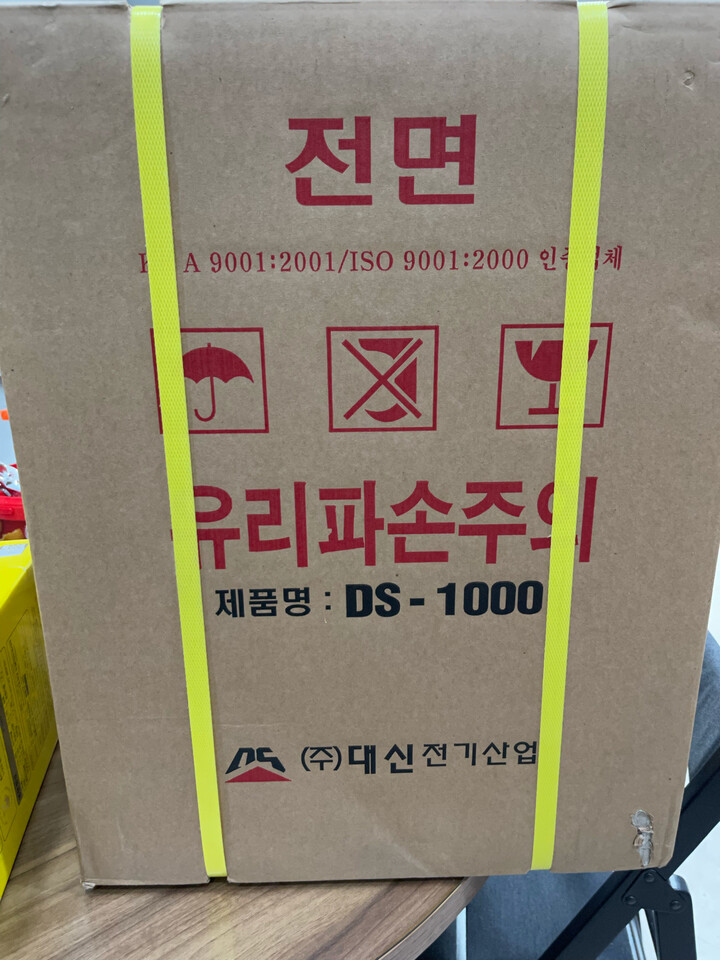 전면
A 9001:2001/ISO 9001:2000
유리파손주의
제품명 : DS - 1000
DS (주)대신전기산업